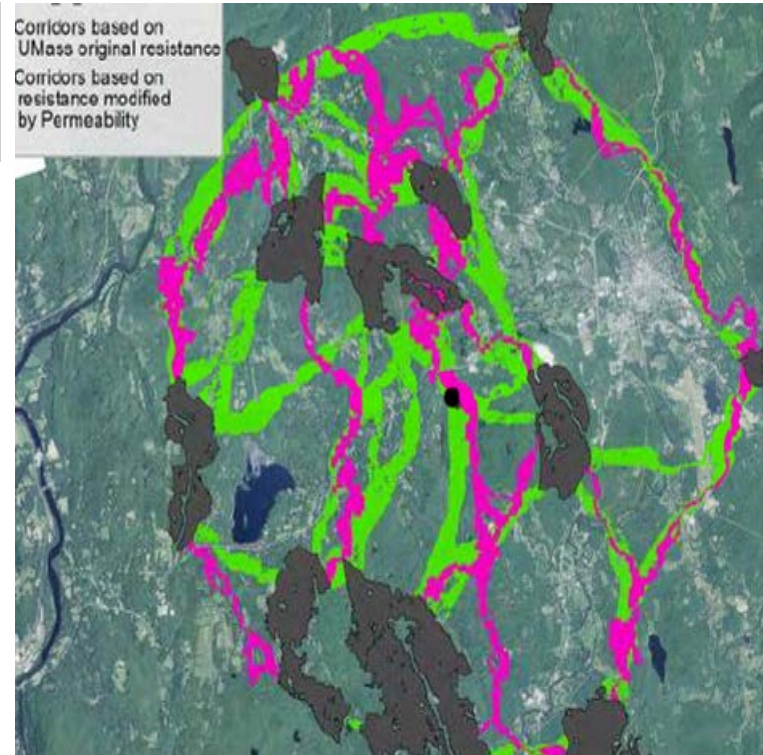 Corridors based on
UMass original resistance
Corridors based on
resistance modified
by Permeability